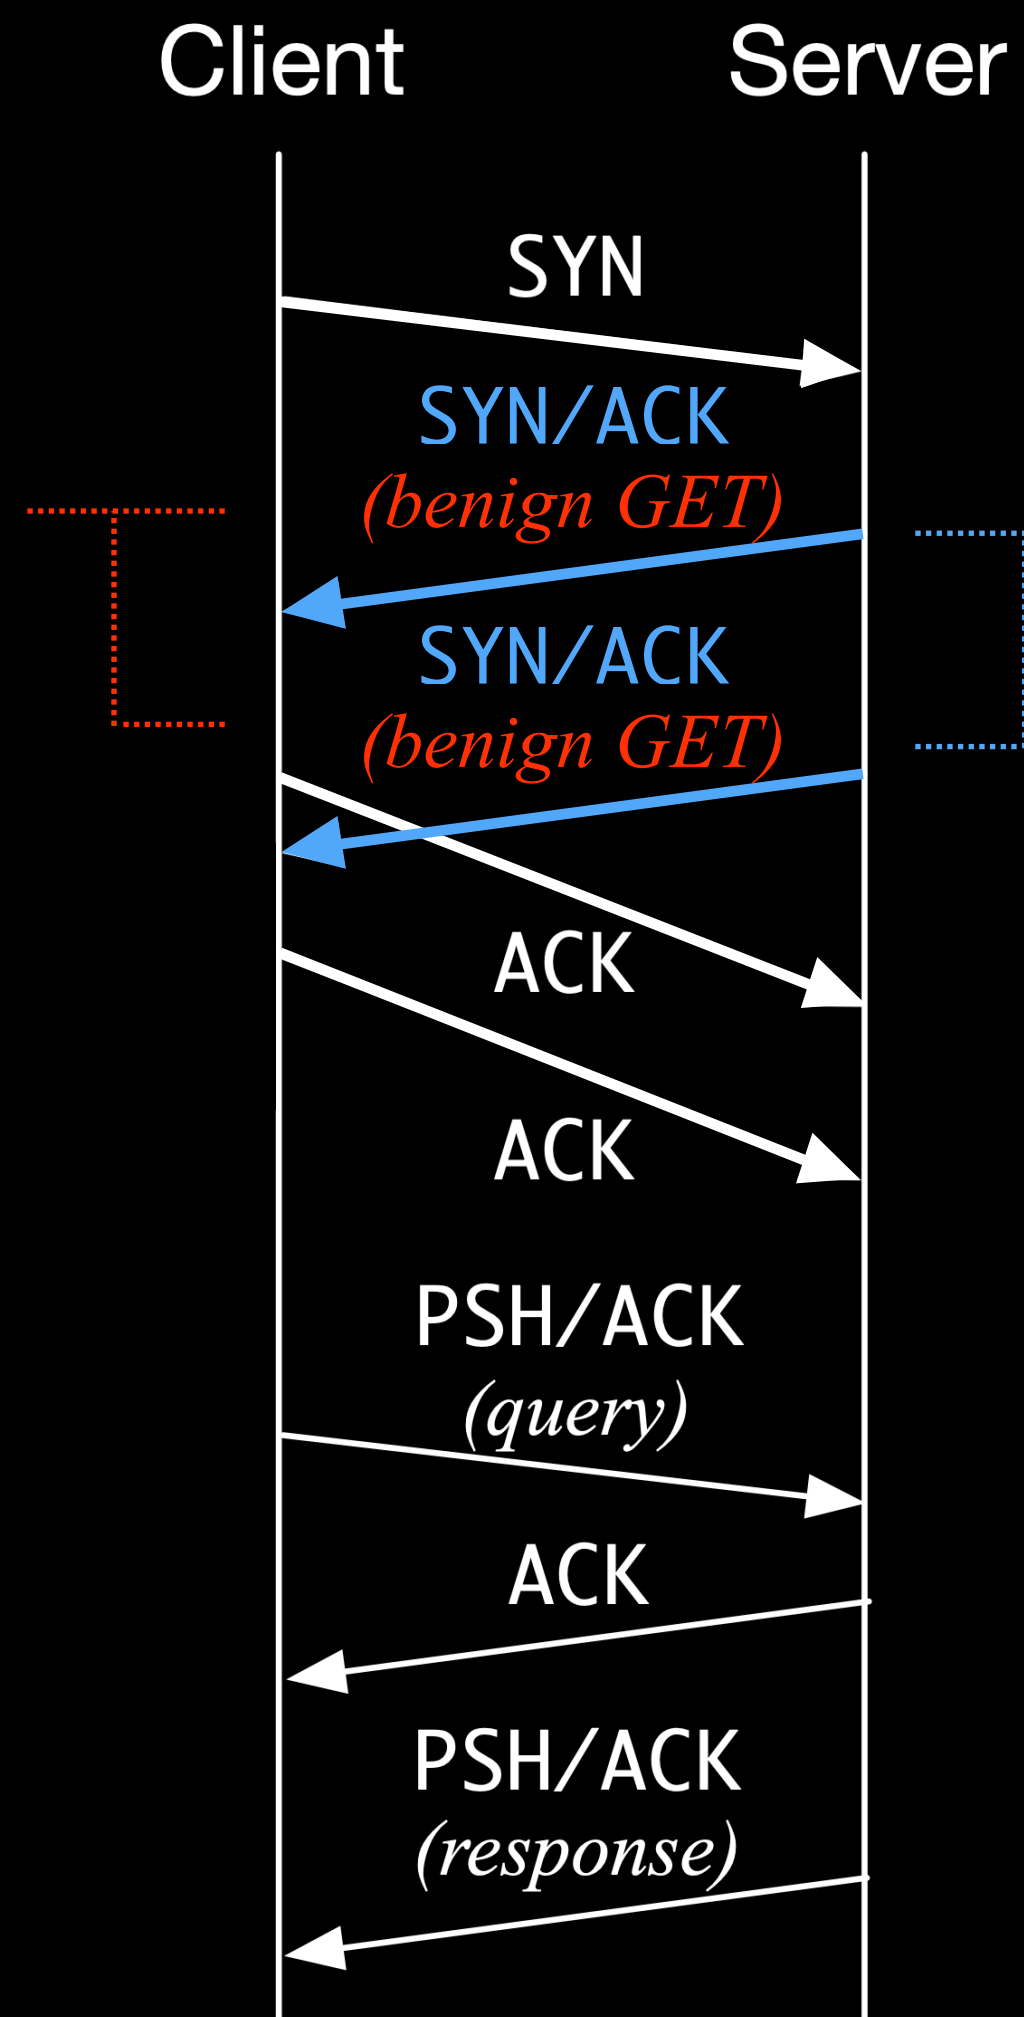 Client Server
SYN
SYN/ACK
(benign GET)
SYN/ACK
(benign GET)
ACK
ACK
PSH/ACK
(query)
ACK
PSH/ACK
(response)